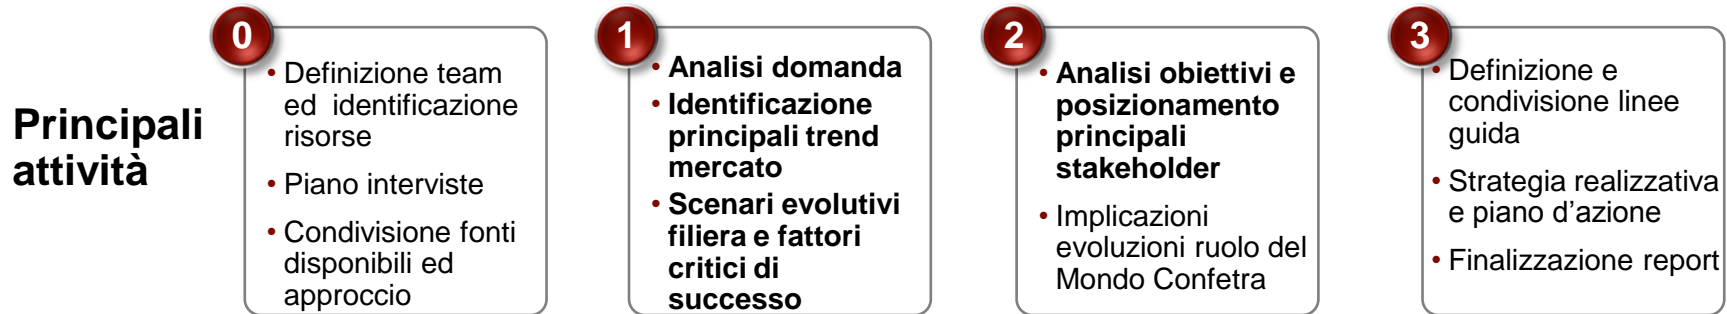 Principali
attività
0
• Definizione team
ed identificazione
risorse
• Piano interviste
• Condivisione fonti
disponibili ed
approccio
1
• Analisi domanda
• Identificazione
principali trend
mercato
• Scenari evolutivi
filiera e fattori
critici di
successo
2
• Analisi obiettivi e
posizionamento
principali
stakeholder
• Implicazioni
evoluzioni ruolo del
Mondo Confetra
3
• Definizione e
condivisione linee
guida
• Strategia realizzativa
e piano d’azione
• Finalizzazione report